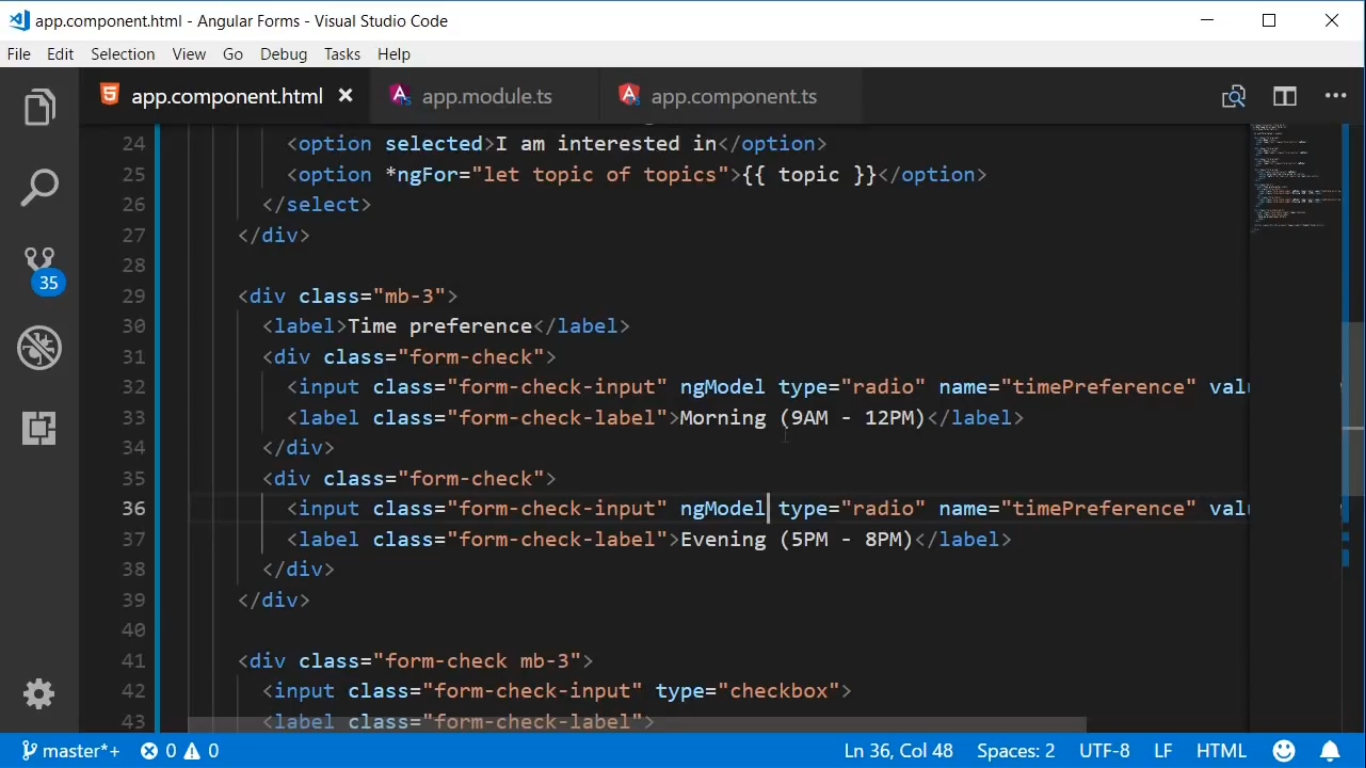 app.component.html - Angular Forms - Visual Studio Code
File Edit Selection View Go Debug Tasks Help
app.component.html app.module.ts app.component.ts
24 <option selected>I am interested in</option>
25 <option *ngFor="let topic of topics">{{ topic }}</option>
26 </select>
27 </div>
28
29 <div class="mb-3">
30 <label>Time preference</label>
31 <div class="form-check">
32 <input class="form-check-input" ngModel type="radio" name="timePreference" valu
33 <label class="form-check-label">Morning (9AM - 12PM)</label>
34 </div>
35 <div class="form-check">
36 <input class="form-check-input" ngModel type="radio" name="timePreference" valu
37 <label class="form-check-label">Evening (5PM - 8PM)</label>
38 </div>
39 </div>
40
41 <div class="form-check mb-3">
42 <input class="form-check-input" type="checkbox">
43 <label class="form-check-label">
35
master*+ 0 0 Ln 36, Col 48 Spaces: 2 UTF-8 LF HTML